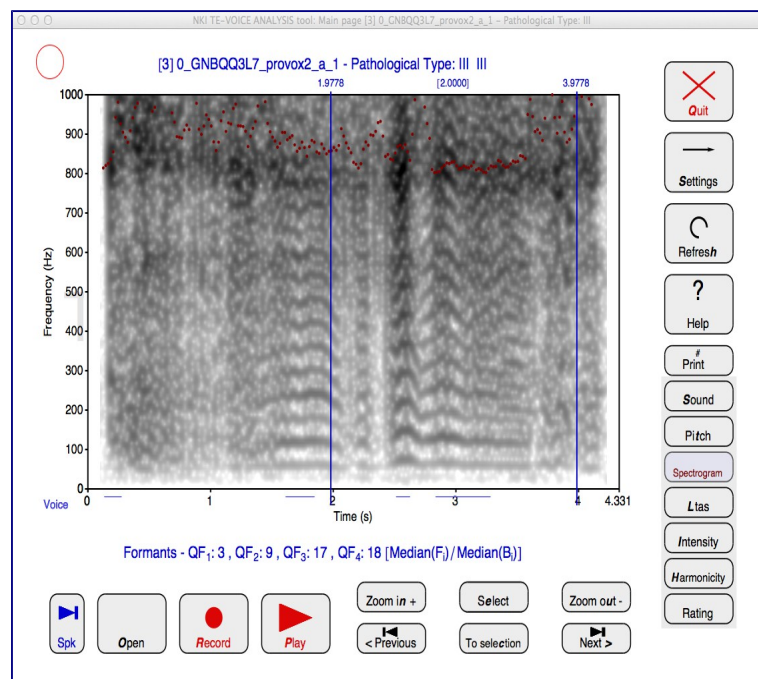 NKI TE-VOICE ANALYSIS tool: Main page [3] 0_GNBQQ3L7_provox2_a_1 - Pathological Type: III
[3] 0_GNBQQ3L7_provox2_a_1 - Pathological Type: III III
1.9778 [2.0000] 3.9778
1000
900
800
700
600
500
400
300
200
100
0
Frequency (Hz)
Voice
0 1 2 3 4 4.331
Time (s)
Formants - QF1: 3 , QF2: 9 , QF3: 17 , QF4: 18 [Median(Fi)/Median(Bi)]
Quit
Settings
Refresh
?
Help
#
Print
Sound
Pitch
Spectrogram
Ltas
Intensity
Harmonicity
Rating
Spk
Open
Record
Play
Zoom in +
Select
Zoom out -
< Previous
To selection
Next >